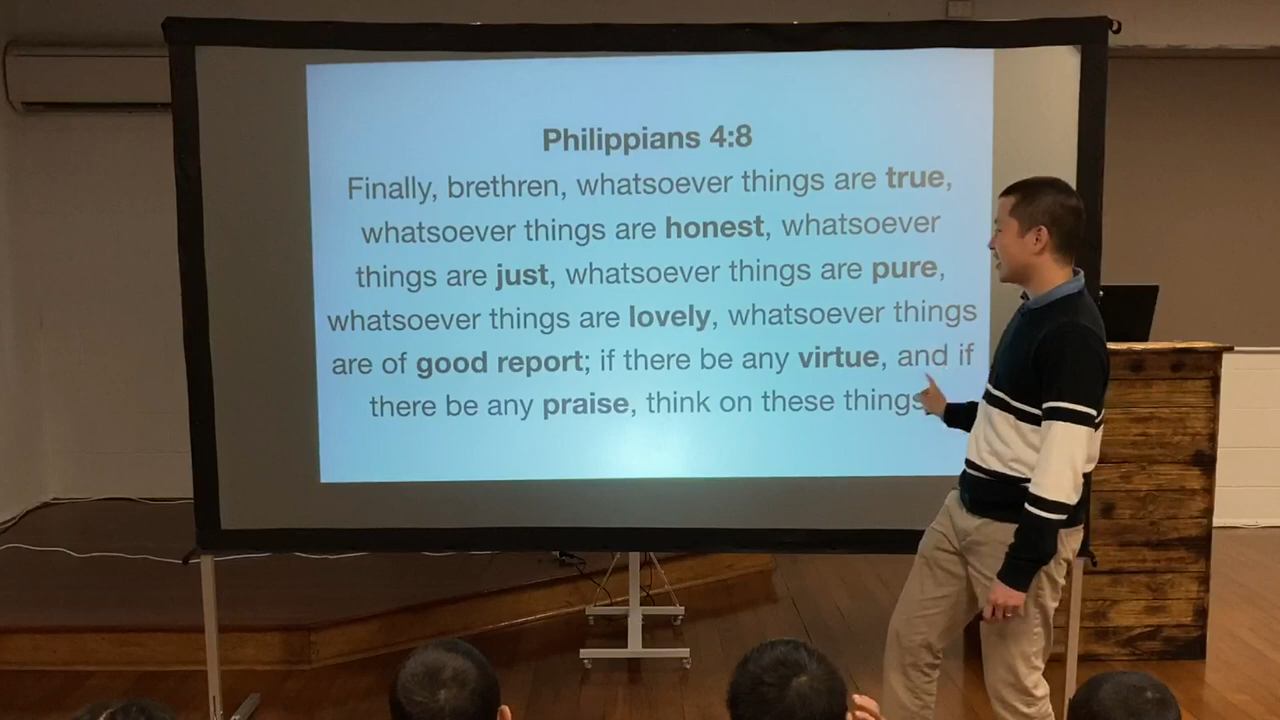 Philippians 4:8
Finally, brethren, whatsoever things are true,
whatsoever things are honest, whatsoever
things are just, whatsoever things are pure,
whatsoever things are lovely, whatsoever things
are of good report; if there be any virtue, and if
there be any praise, think on these things